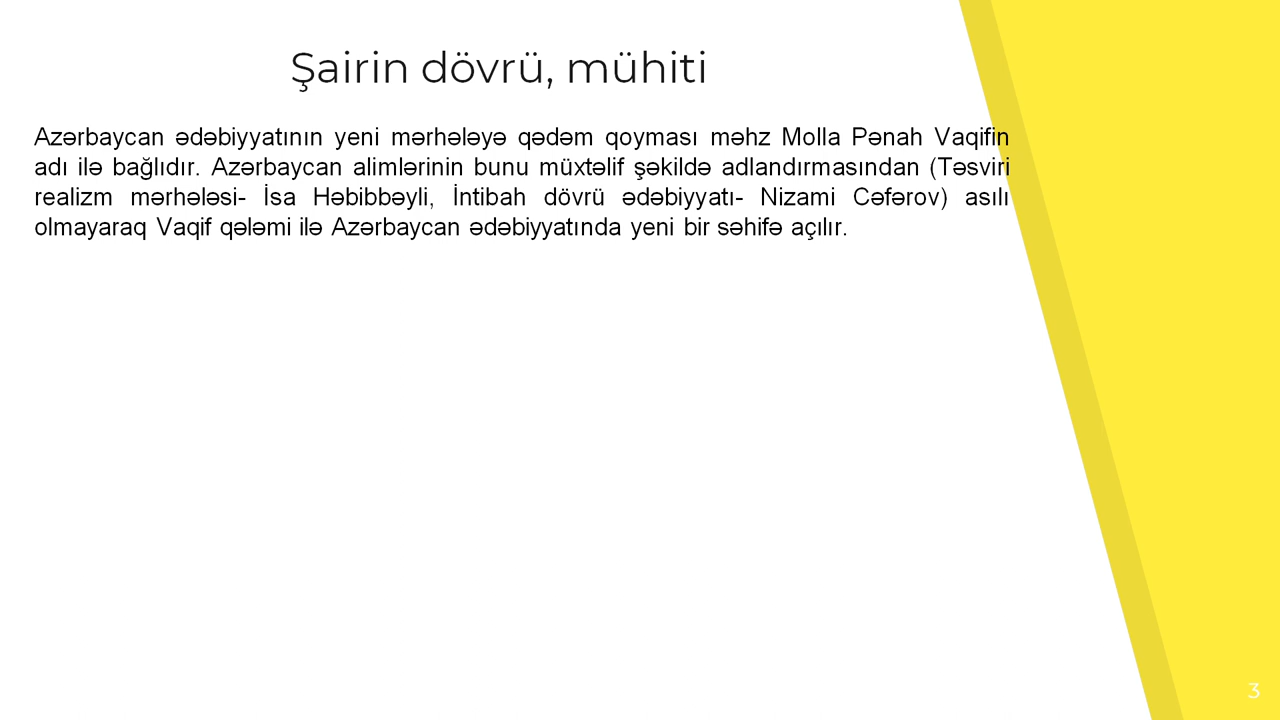 Şairin dövrü, mühiti
Azərbaycan ədəbiyyatının yeni mərhələyə qədəm qoyması məhz Molla Pənah Vaqifin
adı ilə bağlıdır. Azərbaycan alimlərinin bunu müxtəlif şəkildə adlandırmasından (Təsviri
realizm mərhələsi- İsa Həbibbəyli, İntibah dövrü ədəbiyyatı- Nizami Cəfərov) asılı
olmayaraq Vaqif qələmi ilə Azərbaycan ədəbiyyatında yeni bir səhifə açılır.
3